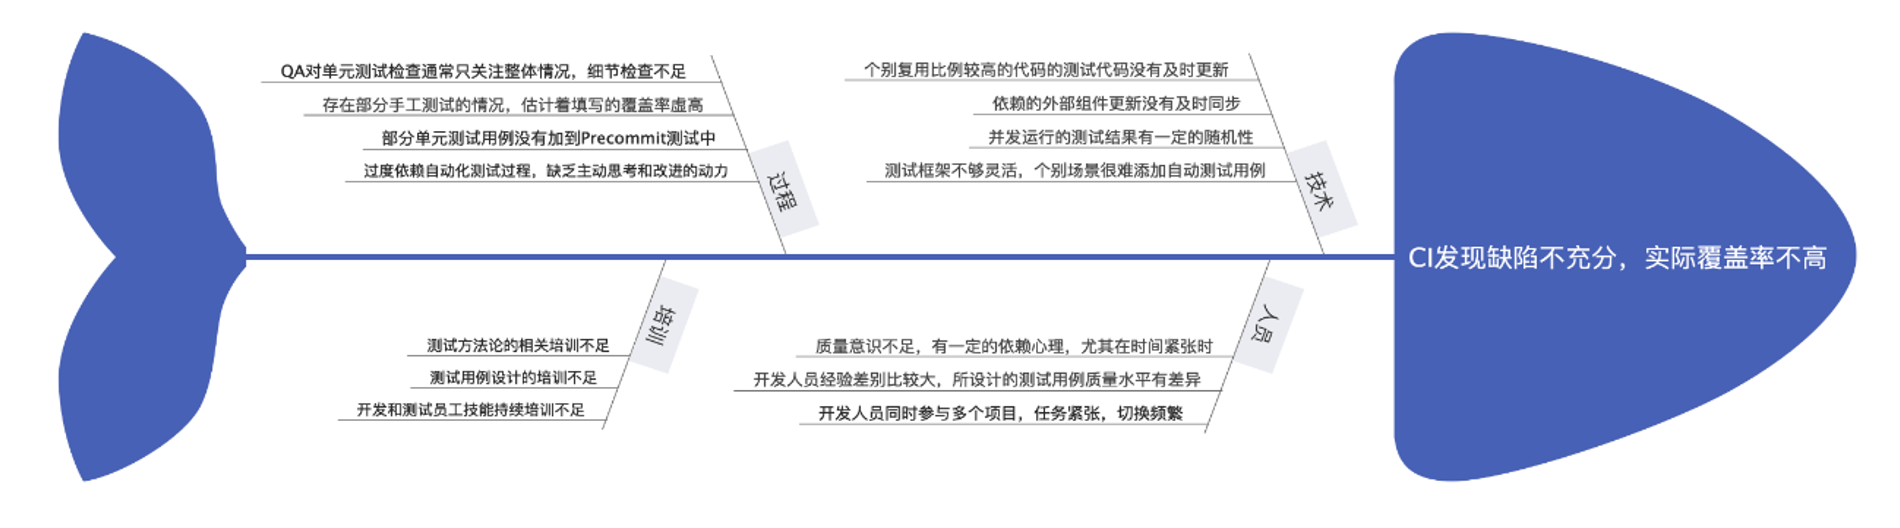 QA对单元测试检查通常只关注整体情况，细节检查不足
存在部分手工测试的情况，估计着填写的覆盖率虚高
部分单元测试用例没有加到Precommit测试中
过度依赖自动化测试过程，缺乏主动思考和改进的动力
过程
个别复用比例较高的代码的测试代码没有及时更新
依赖的外部组件更新没有及时同步
并发运行的测试结果有一定的随机性
测试框架不够灵活，个别场景很难添加自动测试用例
技术
CI发现缺陷不充分，实际覆盖率不高
培训
测试方法论的相关培训不足
测试用例设计的培训不足
开发和测试员工技能持续培训不足
人员
质量意识不足，有一定的依赖心理，尤其在时间紧张时
开发人员经验差别比较大，所设计的测试用例质量水平有差异
开发人员同时参与多个项目，任务紧张，切换频繁